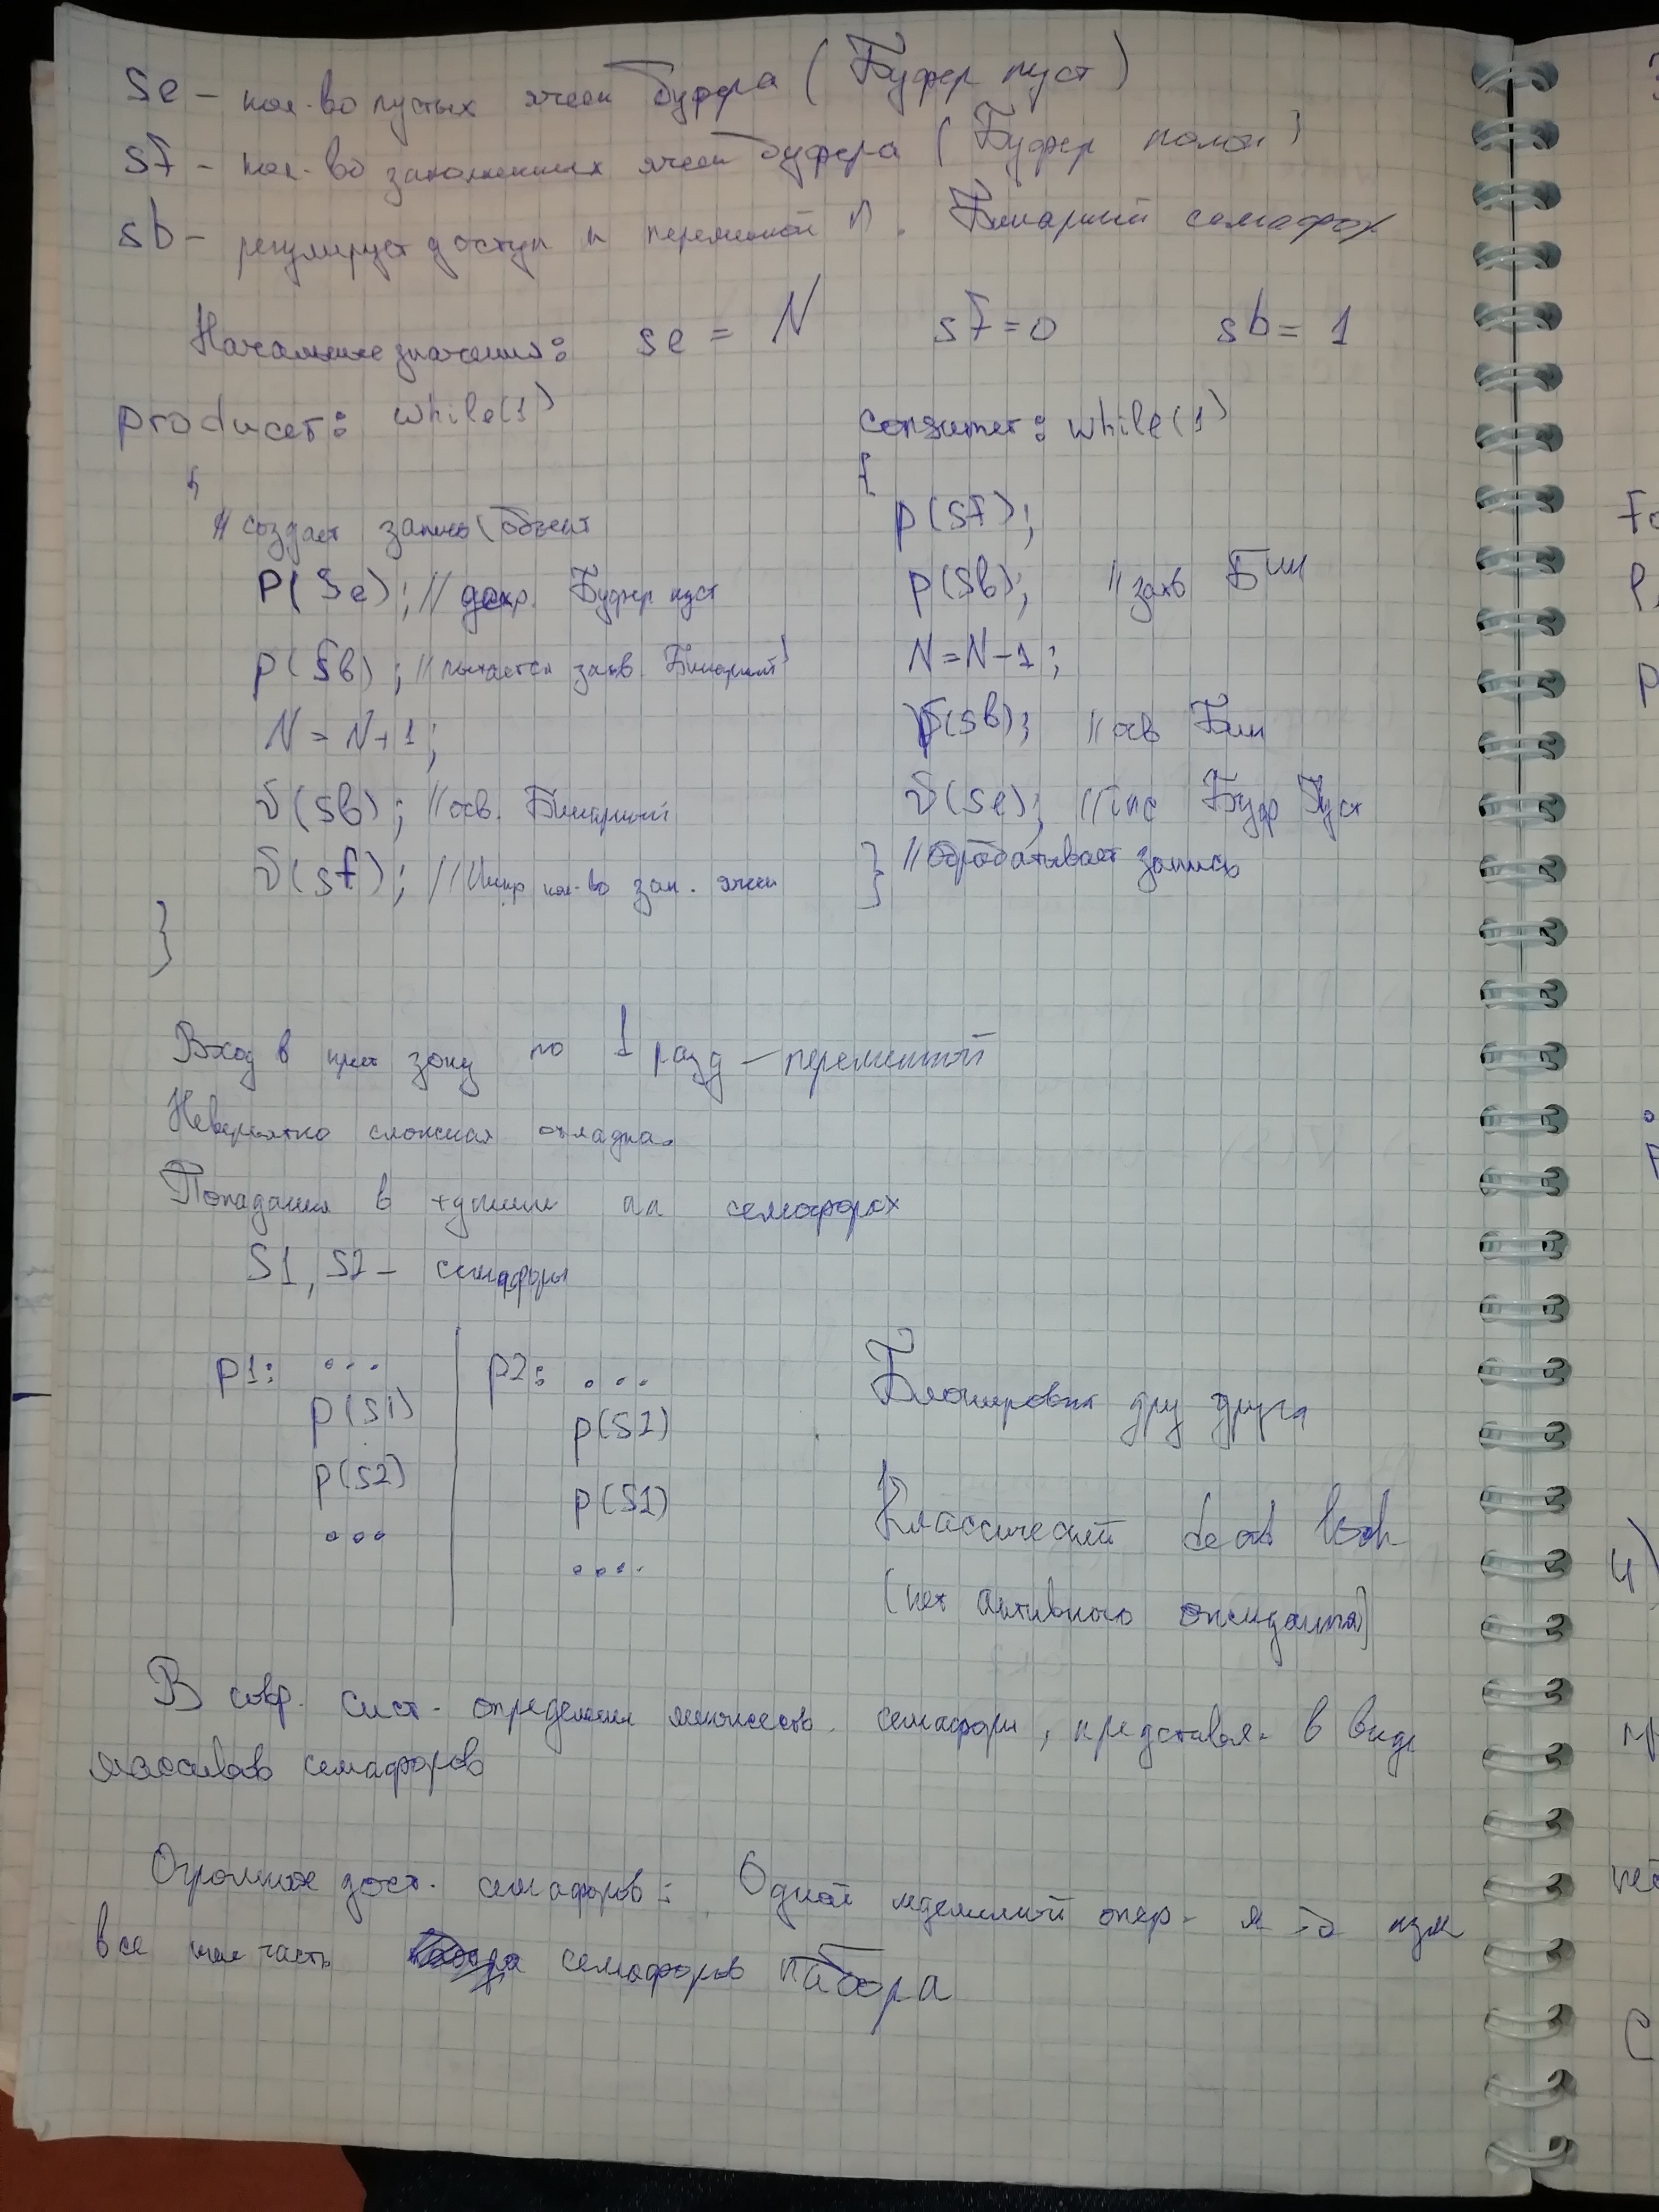 se - кол-во пустых ячеек буфера (Буфер пуст)
sf - кол-во заполненных ячеек буфера (Буфер полон)
sb - регулирует доступ к переменной N. Бинарный семафор
Начальные значения: se = N sf = 0 sb = 1
producer: while(1)
{
// создает запись \ объект
P(Se); // декр. Буфер пуст
P(Sb); // пытается захв. Бинарный
N = N+1;
V(Sb); // осв. Бинарный
V(sf); // Инкр кол-во зап. ячеек
}
consumer: while(1)
{
P(Sf);
P(Sb); // захв Бин
N=N-1;
V(Sb); // осв Бин
V(Se); // инс Буф Пуст
} // Обрабатывает запись
Вход в крит зону по 1 разд - переменной
Невероятно сложная отладка.
Попадания в тупики на семафорах
S1, S2 - семафоры
P1: ...
P(S1)
P(S2)
...
P2: ...
P(S2)
P(S1)
....
Блокировка дру друга
Классический dead lock
(нет активного ожидания)
В совр. сист. определены множеств. семафоры, представл. в виде
массивов семафоров
Огромное дост. семафоров: Одной неделимой опер-я изм
все или часть семафоров набора